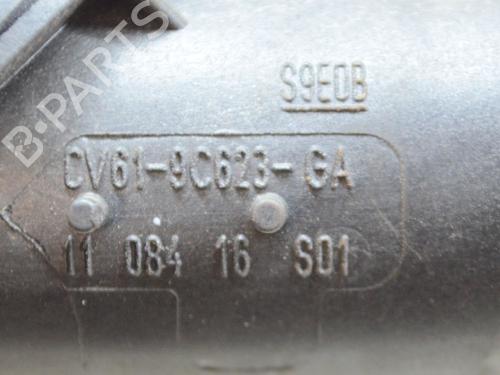 B-PARTS
S9E0B
CV61-9C623-GA
11 084 16 S01